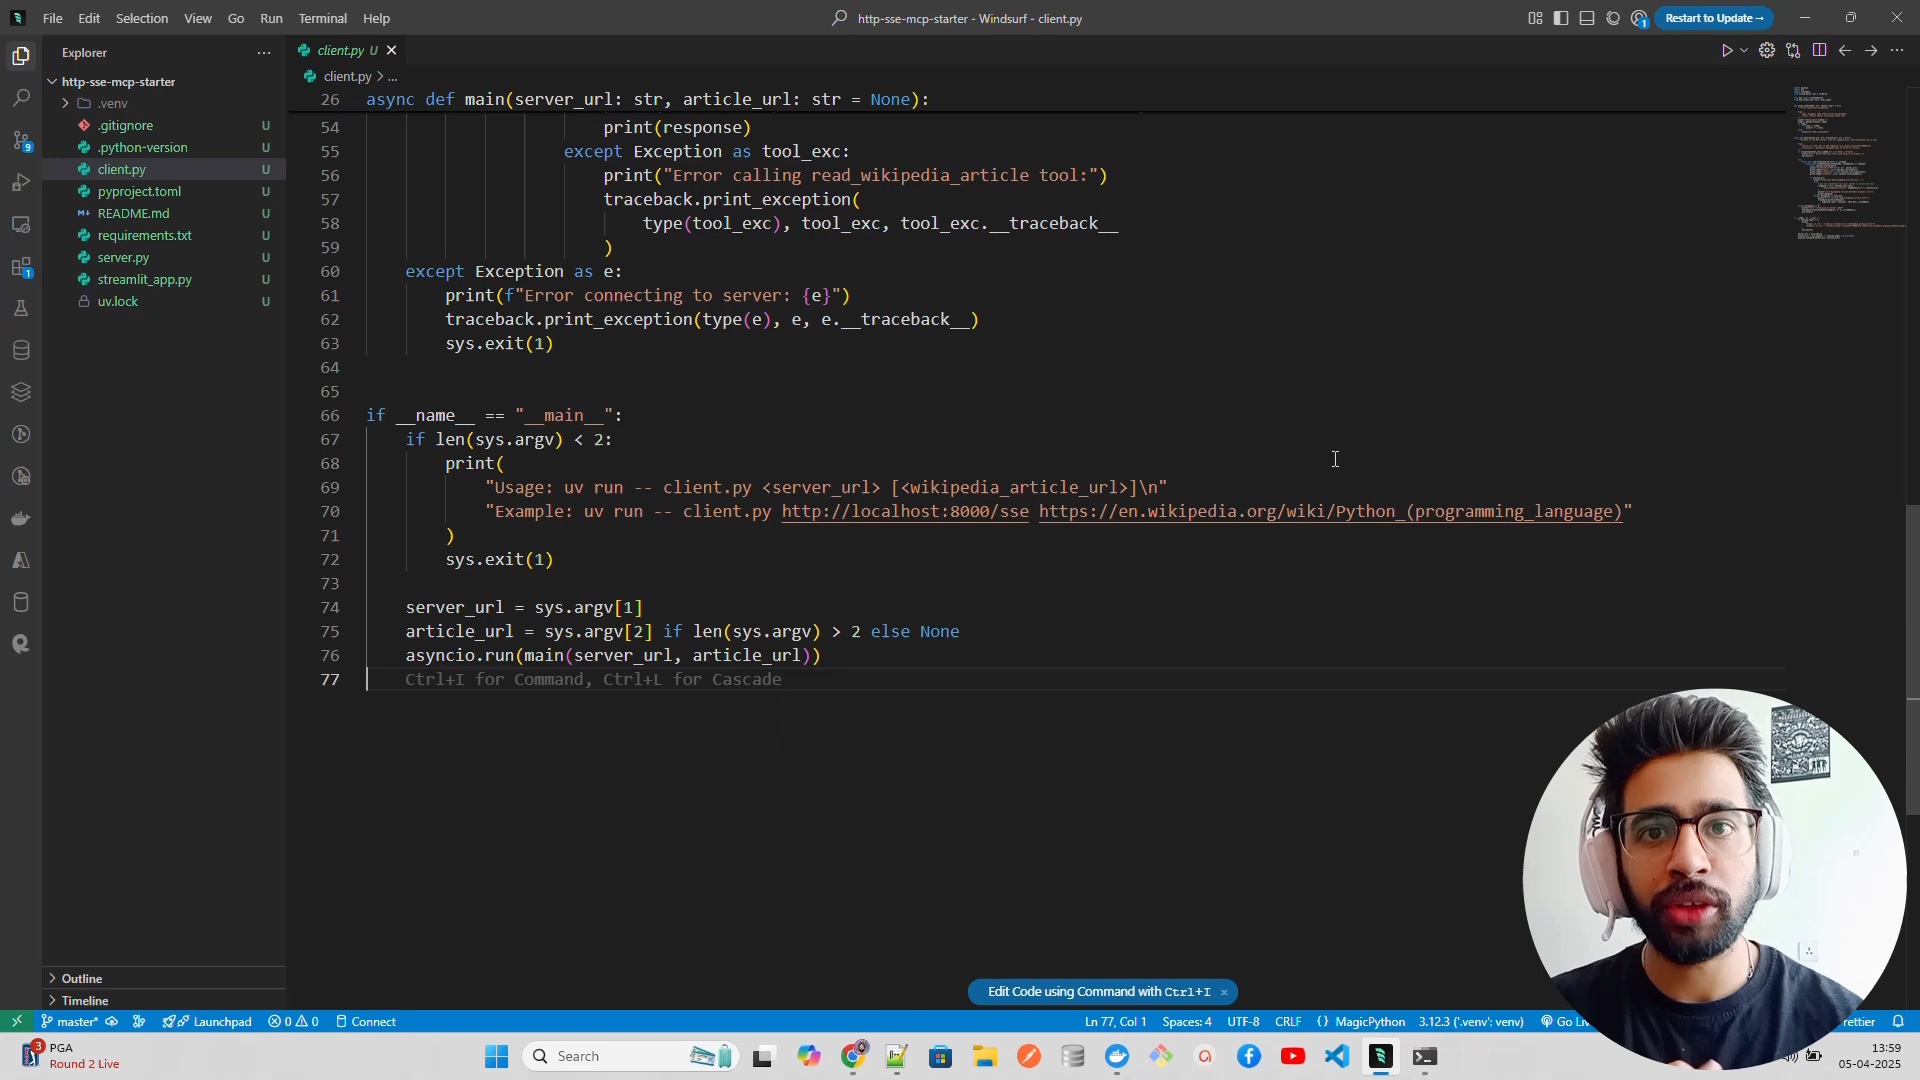 File Edit Selection View Go Run Terminal Help
http-sse-mcp-starter - Windsurf - client.py
Restart to Update→
Explorer
client.py U
http-sse-mcp-starter
client.py > ...
.venv
.gitignore U
.python-version U
client.py U
pyproject.toml U
README.md U
requirements.txt U
server.py U
streamlit_app.py U
uv.lock U
9
1
1
26 async def main(server_url: str, article_url: str = None):
54 print(response)
55 except Exception as tool_exc:
56 print("Error calling read_wikipedia_article tool:")
57 traceback.print_exception(
58 type(tool_exc), tool_exc, tool_exc.__traceback__
59 )
60 except Exception as e:
61 print(f"Error connecting to server: {e}")
62 traceback.print_exception(type(e), e, e.__traceback__)
63 sys.exit(1)
64
65
66 if __name__ == "__main__":
67 if len(sys.argv) < 2:
68 print(
69 "Usage: uv run -- client.py <server_url> [<wikipedia_article_url>]\n"
70 "Example: uv run -- client.py http://localhost:8000/sse https://en.wikipedia.org/wiki/Python_(programming_language)"
71 )
72 sys.exit(1)
73
74 server_url = sys.argv[1]
75 article_url = sys.argv[2] if len(sys.argv) > 2 else None
76 asyncio.run(main(server_url, article_url))
77 Ctrl+I for Command, Ctrl+L for Cascade
Outline
Timeline
Edit Code using Command with Ctrl+I ×
master* Launchpad 0 0 Connect
Ln 77, Col 1 Spaces: 4 UTF-8 CRLF {} MagicPython 3.12.3 ('.venv': venv) Go Li rettier
3
PGA
Round 2 Live
Search
13:59
05-04-2025